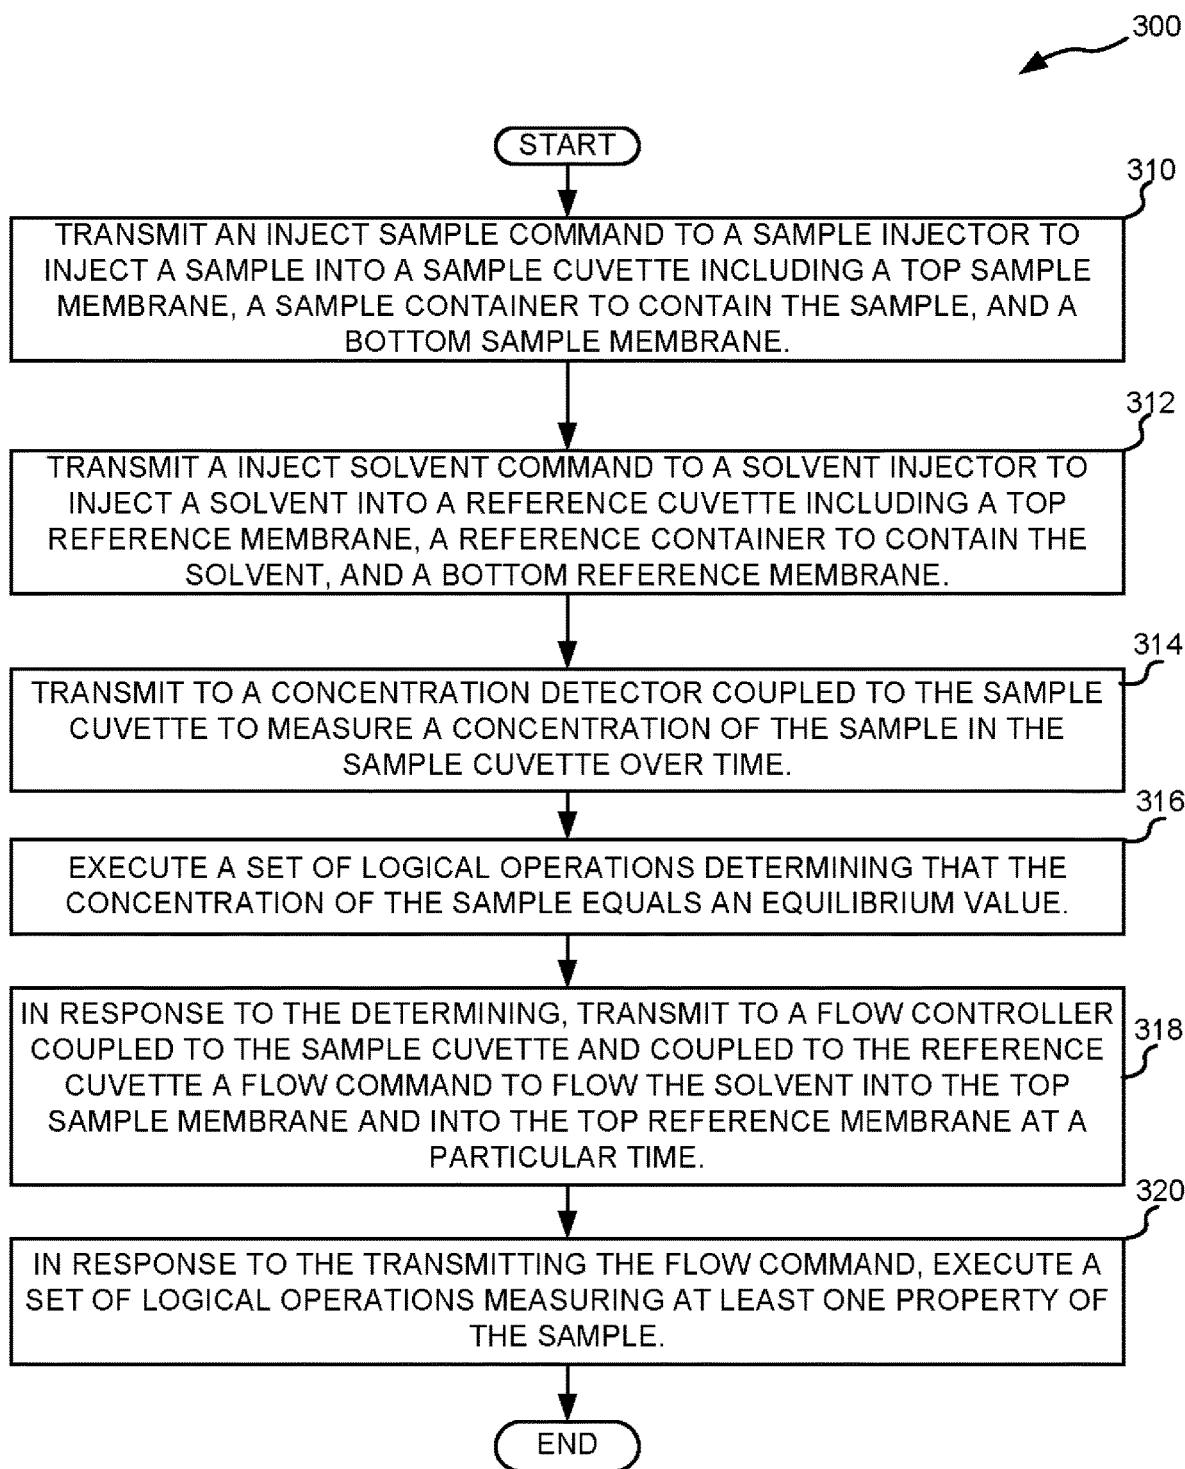 300
START
310
TRANSMIT AN INJECT SAMPLE COMMAND TO A SAMPLE INJECTOR TO
INJECT A SAMPLE INTO A SAMPLE CUVETTE INCLUDING A TOP SAMPLE
MEMBRANE, A SAMPLE CONTAINER TO CONTAIN THE SAMPLE, AND A
BOTTOM SAMPLE MEMBRANE.
312
TRANSMIT A INJECT SOLVENT COMMAND TO A SOLVENT INJECTOR TO
INJECT A SOLVENT INTO A REFERENCE CUVETTE INCLUDING A TOP
REFERENCE MEMBRANE, A REFERENCE CONTAINER TO CONTAIN THE
SOLVENT, AND A BOTTOM REFERENCE MEMBRANE.
314
TRANSMIT TO A CONCENTRATION DETECTOR COUPLED TO THE SAMPLE
CUVETTE TO MEASURE A CONCENTRATION OF THE SAMPLE IN THE
SAMPLE CUVETTE OVER TIME.
316
EXECUTE A SET OF LOGICAL OPERATIONS DETERMINING THAT THE
CONCENTRATION OF THE SAMPLE EQUALS AN EQUILIBRIUM VALUE.
318
IN RESPONSE TO THE DETERMINING, TRANSMIT TO A FLOW CONTROLLER
COUPLED TO THE SAMPLE CUVETTE AND COUPLED TO THE REFERENCE
CUVETTE A FLOW COMMAND TO FLOW THE SOLVENT INTO THE TOP
SAMPLE MEMBRANE AND INTO THE TOP REFERENCE MEMBRANE AT A
PARTICULAR TIME.
320
IN RESPONSE TO THE TRANSMITTING THE FLOW COMMAND, EXECUTE A
SET OF LOGICAL OPERATIONS MEASURING AT LEAST ONE PROPERTY OF
THE SAMPLE.
END